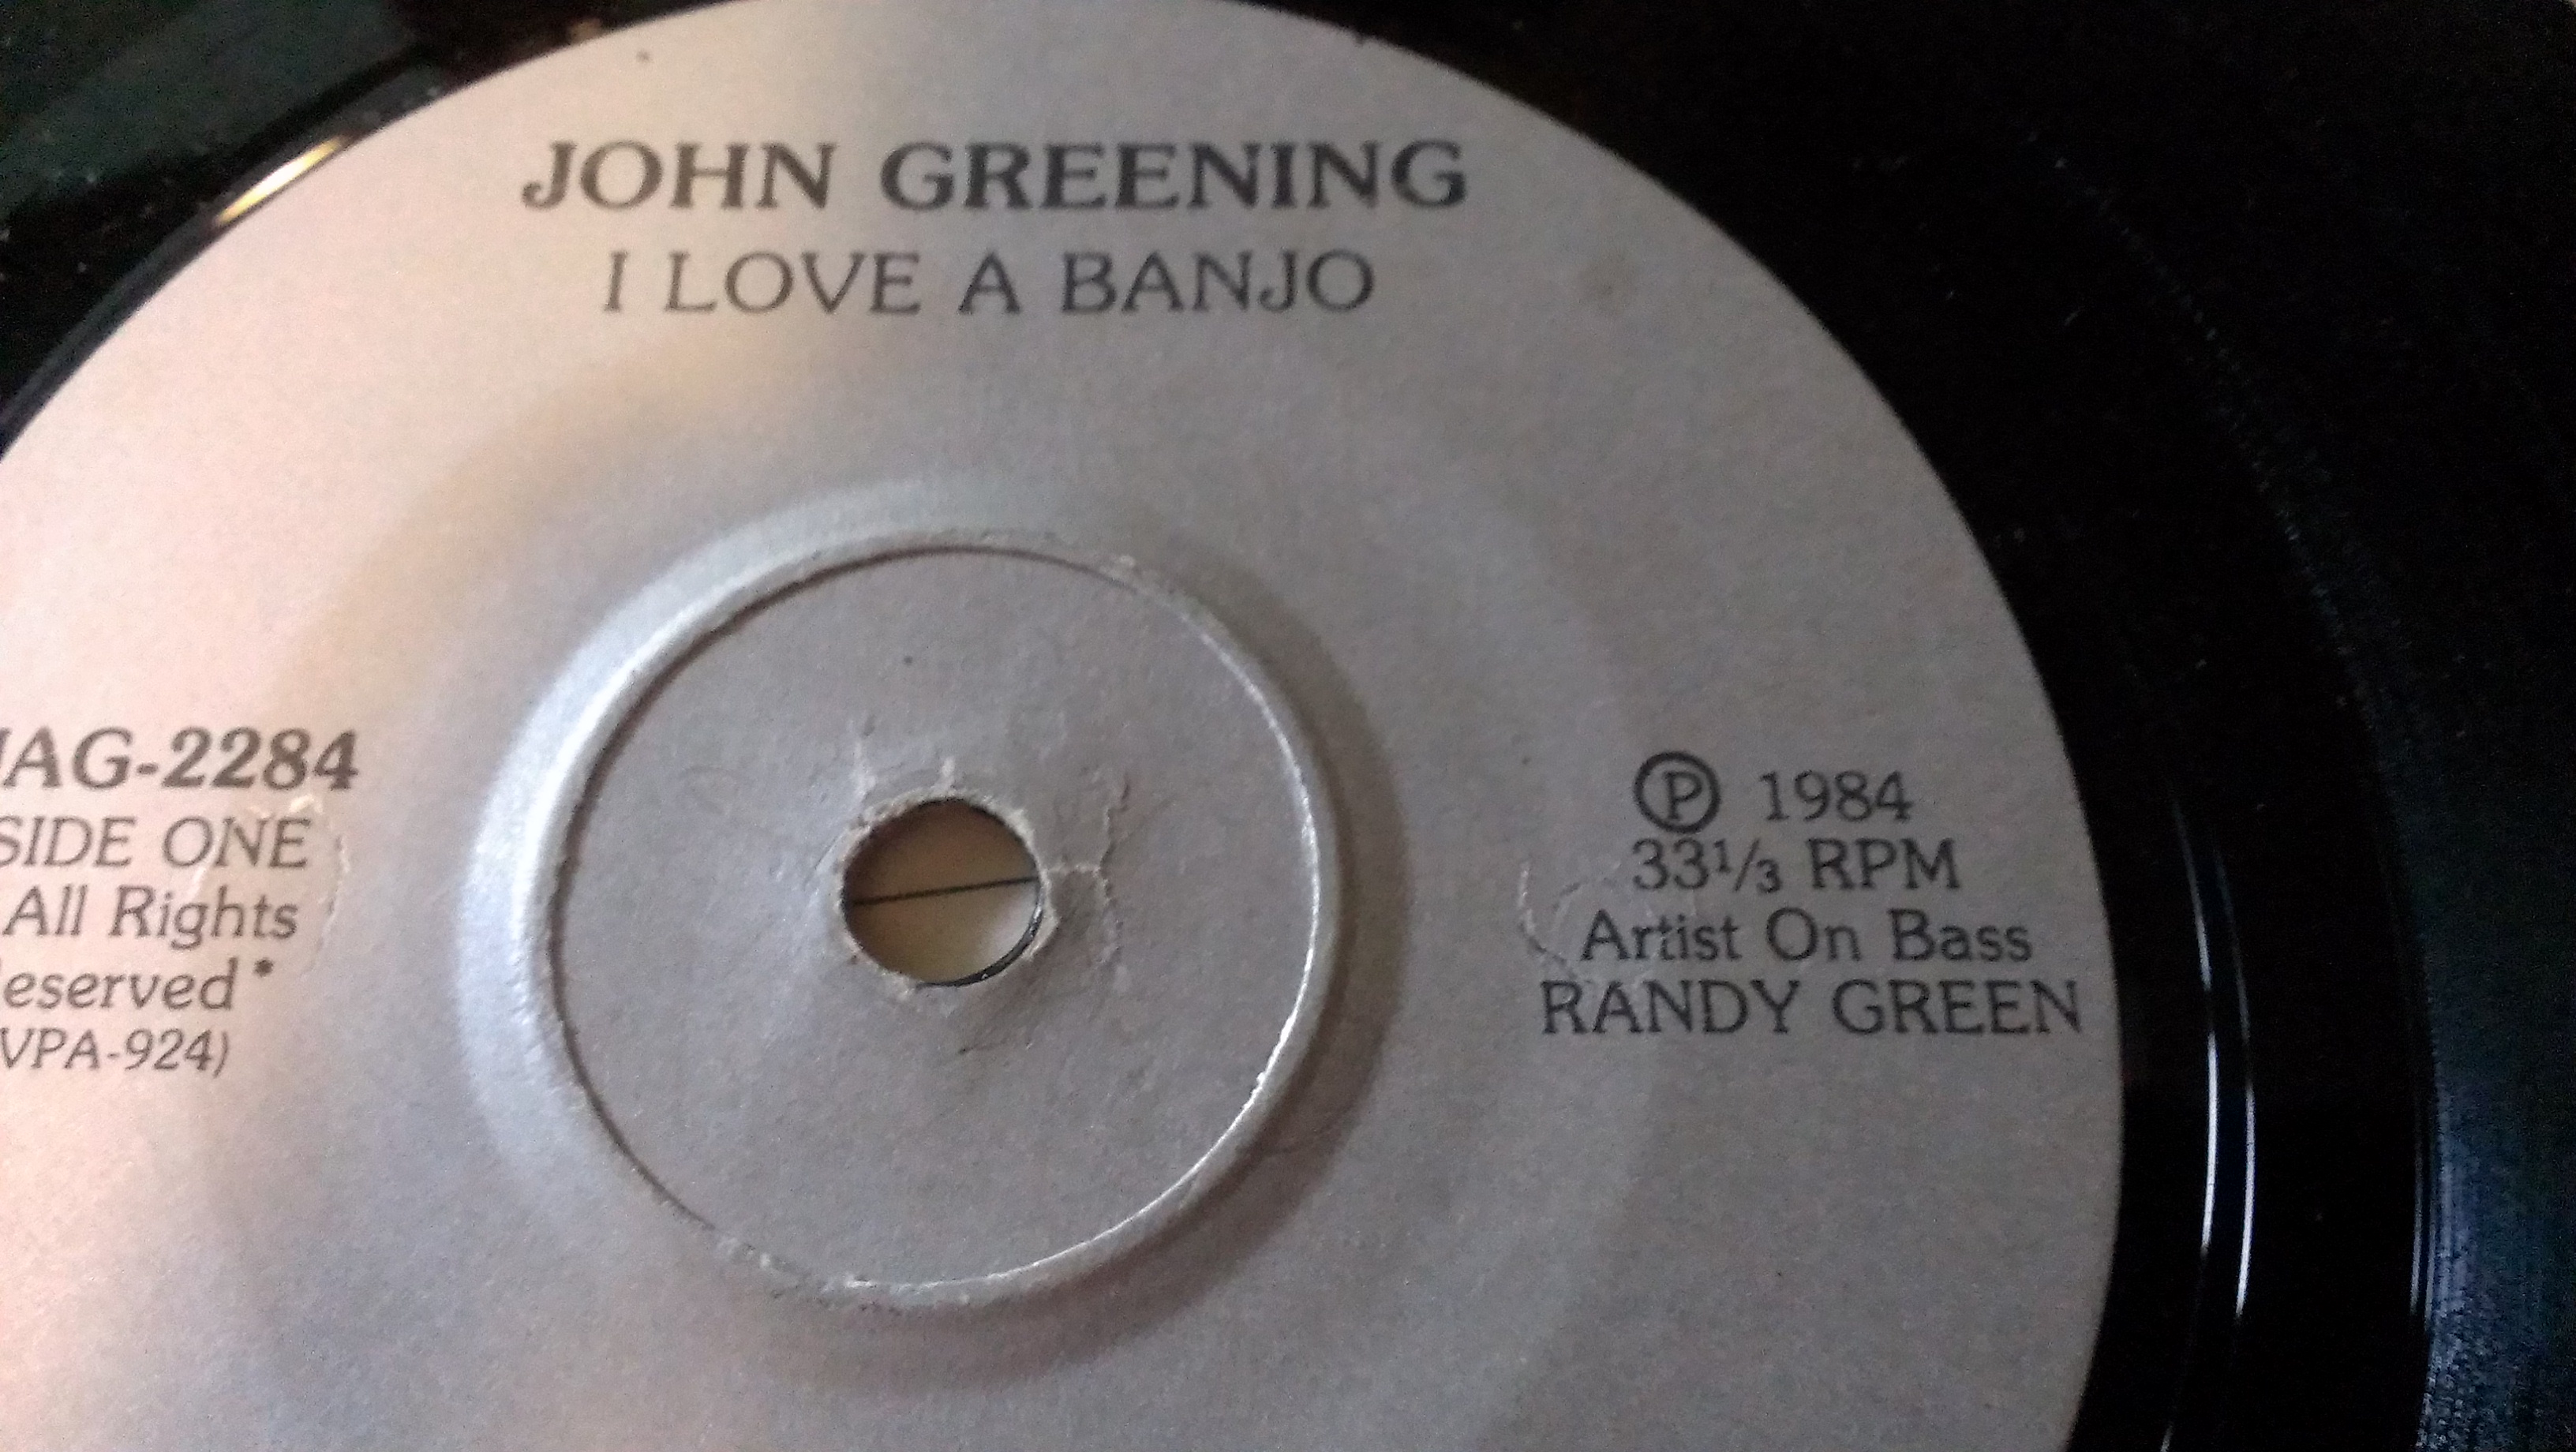 JOHN GREENING
I LOVE A BANJO
JAG-2284
SIDE ONE
All Rights
eserved*
VPA-924)
Ⓟ 1984
33⅓ RPM
Artist On Bass
RANDY GREEN